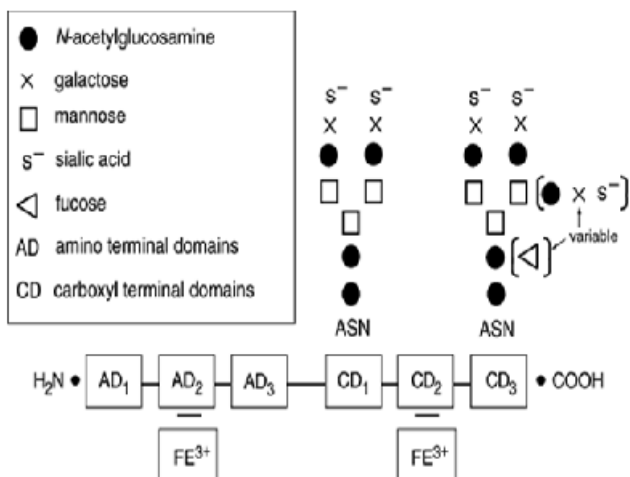 N-acetylglucosamine
× galactose
mannose
s⁻ sialic acid
fucose
AD amino terminal domains
CD carboxyl terminal domains
s⁻ s⁻ s⁻ s⁻
× × × ×
× s⁻
variable
ASN ASN
H₂N • AD₁ AD₂ AD₃ CD₁ CD₂ CD₃ • COOH
FE³⁺ FE³⁺